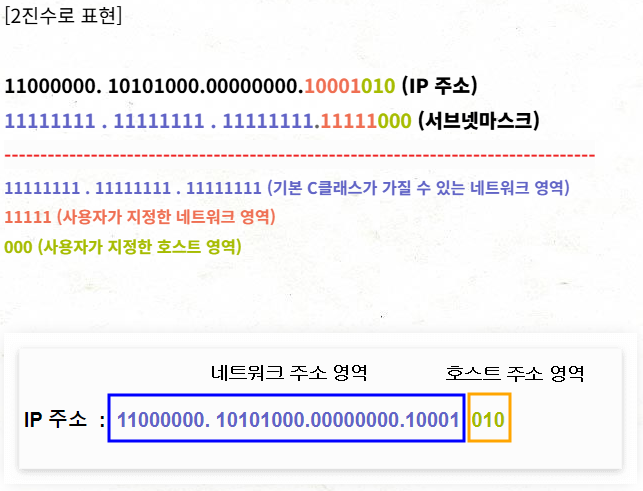 [2진수로 표현]
11000000. 10101000.00000000.10001010 (IP 주소)
11111111 . 11111111 . 11111111.11111000 (서브넷마스크)
--------------------------------------------------------------------------------
11111111 . 11111111 . 11111111 (기본 C클래스가 가질 수 있는 네트워크 영역)
11111 (사용자가 지정한 네트워크 영역)
000 (사용자가 지정한 호스트 영역)
네트워크 주소 영역 호스트 주소 영역
IP 주소 : 11000000. 10101000.00000000.10001 010